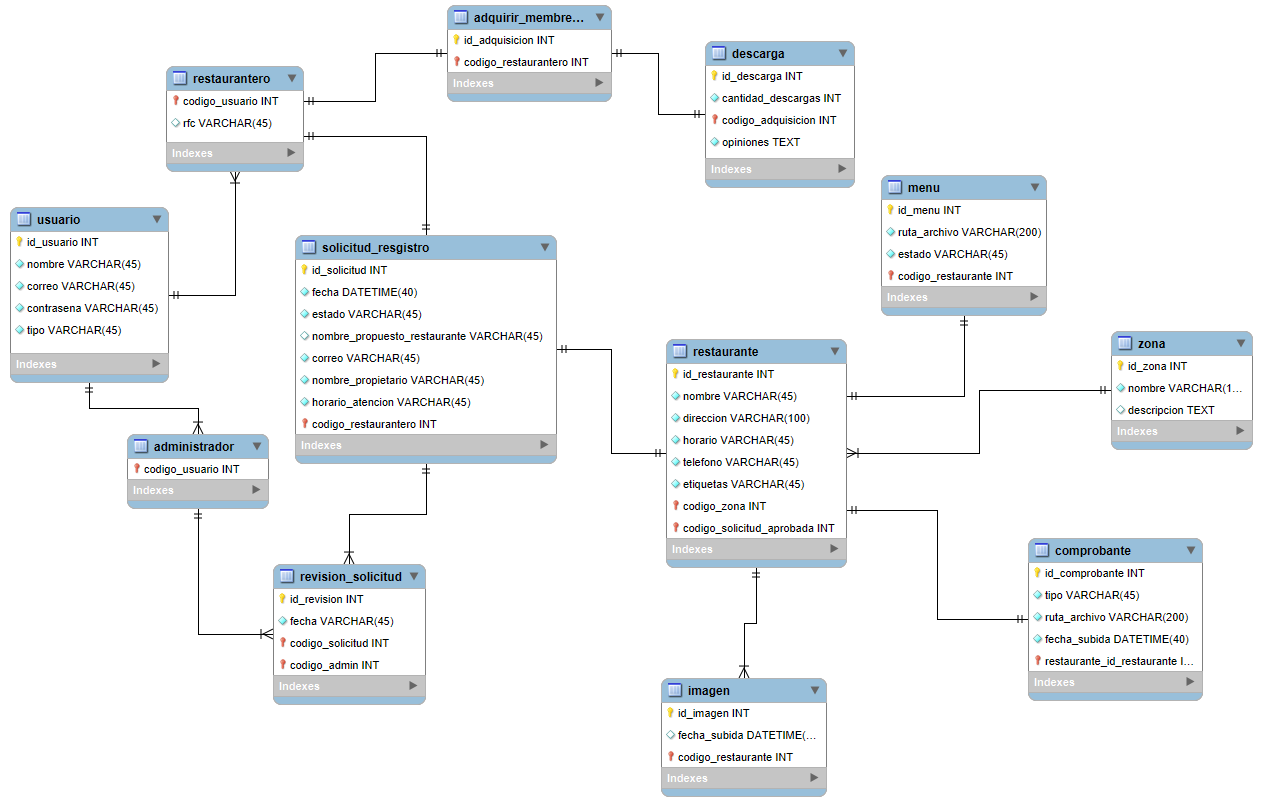 adquirir_membre...
id_adquisicion INT
codigo_restaurantero INT
Indexes
descarga
id_descarga INT
cantidad_descargas INT
codigo_adquisicion INT
opiniones TEXT
Indexes
restaurantero
codigo_usuario INT
rfc VARCHAR(45)
Indexes
menu
id_menu INT
ruta_archivo VARCHAR(200)
estado VARCHAR(45)
codigo_restaurante INT
Indexes
usuario
id_usuario INT
nombre VARCHAR(45)
correo VARCHAR(45)
contrasena VARCHAR(45)
tipo VARCHAR(45)
Indexes
solicitud_resgistro
id_solicitud INT
fecha DATETIME(40)
estado VARCHAR(45)
nombre_propuesto_restaurante VARCHAR(45)
correo VARCHAR(45)
nombre_propietario VARCHAR(45)
horario_atencion VARCHAR(45)
codigo_restaurantero INT
Indexes
restaurante
id_restaurante INT
nombre VARCHAR(45)
direccion VARCHAR(100)
horario VARCHAR(45)
telefono VARCHAR(45)
etiquetas VARCHAR(45)
codigo_zona INT
codigo_solicitud_aprobada INT
Indexes
zona
id_zona INT
nombre VARCHAR(1...
descripcion TEXT
Indexes
administrador
codigo_usuario INT
Indexes
comprobante
id_comprobante INT
tipo VARCHAR(45)
ruta_archivo VARCHAR(200)
fecha_subida DATETIME(40)
restaurante_id_restaurante I...
Indexes
revision_solicitud
id_revision INT
fecha VARCHAR(45)
codigo_solicitud INT
codigo_admin INT
Indexes
imagen
id_imagen INT
fecha_subida DATETIME(...
codigo_restaurante INT
Indexes